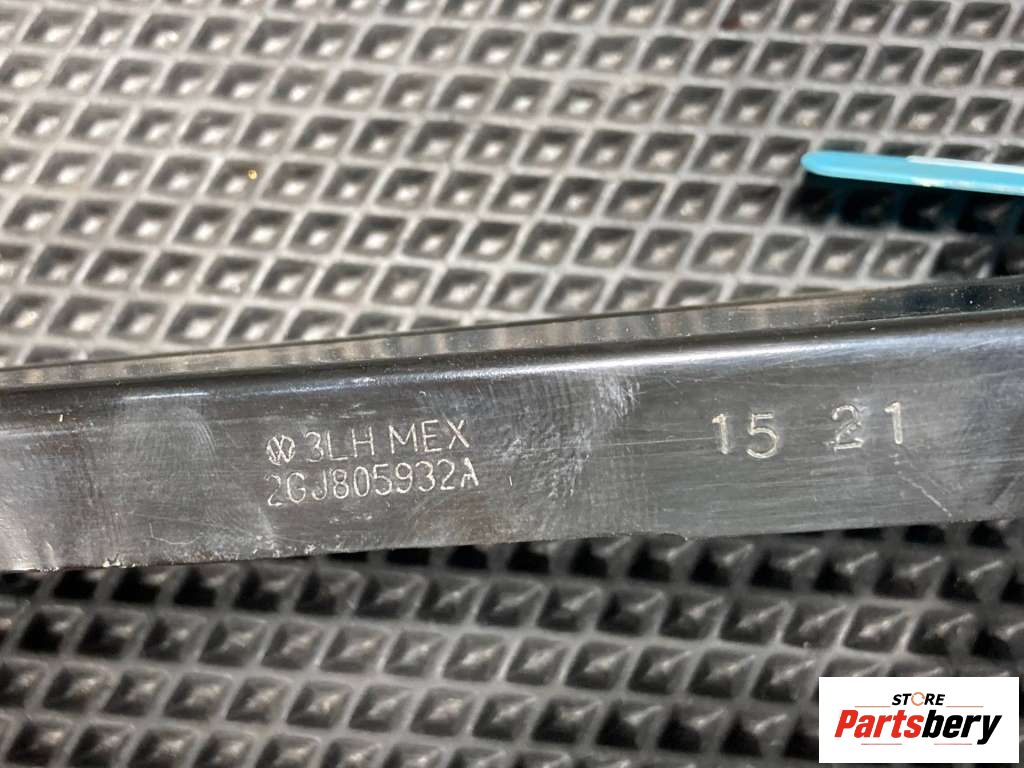 3LH MEX
2GJ805932A
15 21
STORE
Partsbery